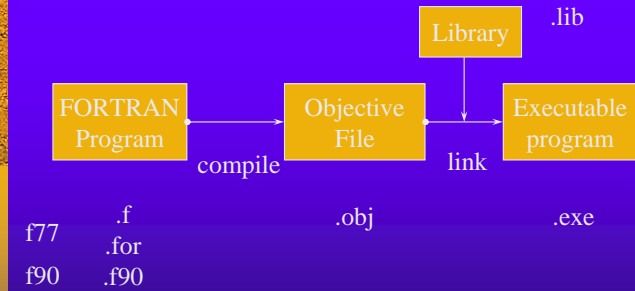 Library
.lib
FORTRAN
Program
compile
Objective
File
link
Executable
program
f77
.f
.for
.obj
.exe
f90
.f90